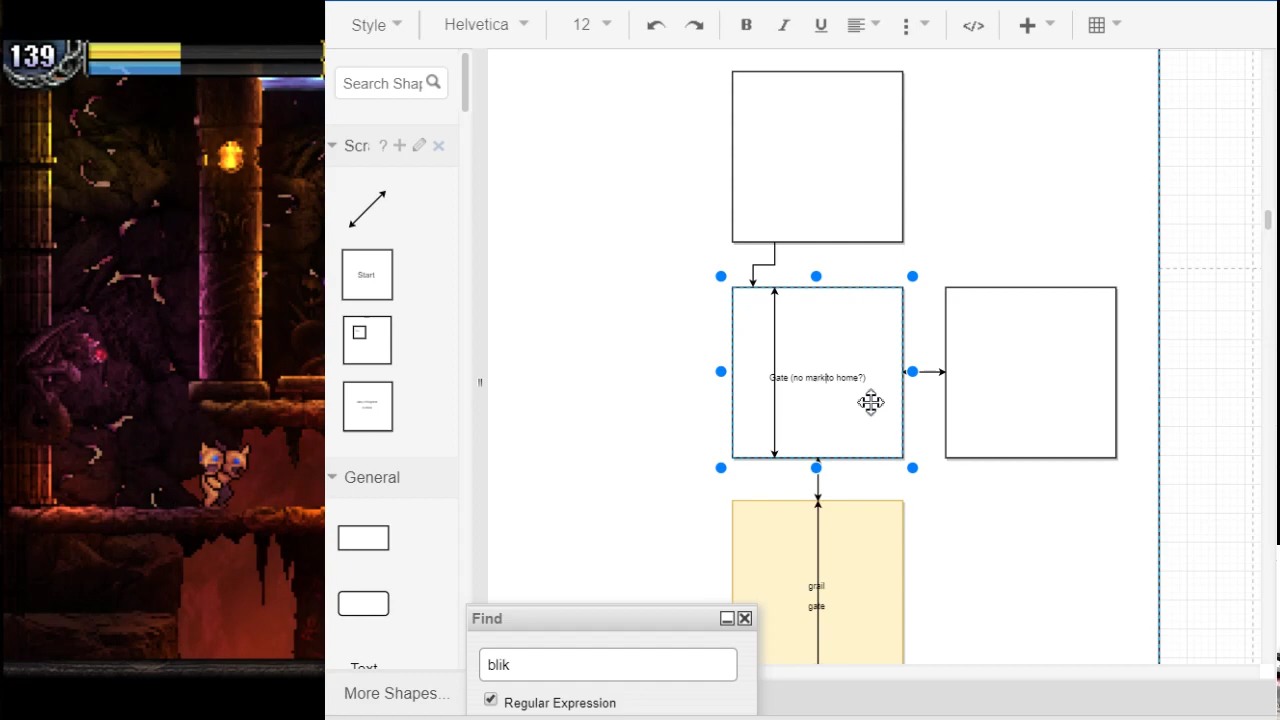 139
Style
Helvetica
12
B
I
U
</>
Search Shap
Scra
?
Start
General
Text
More Shapes...
Gate (no mark to home?)
grail
gate
Find
blik
Regular Expression